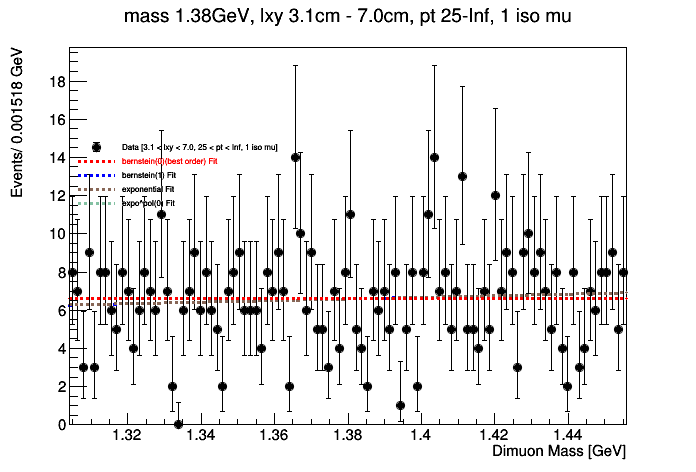 mass 1.38GeV, lxy 3.1cm - 7.0cm, pt 25-Inf, 1 iso mu
Events/ 0.001518 GeV
18
16
14
12
10
8
6
4
2
0
Data [3.1 < lxy < 7.0, 25 < pt < Inf, 1 iso mu]
bernstein(0)(best order) Fit
bernstein(1) Fit
exponential Fit
expo*pol(0) Fit
1.32
1.34
1.36
1.38
1.4
1.42
1.44
Dimuon Mass [GeV]